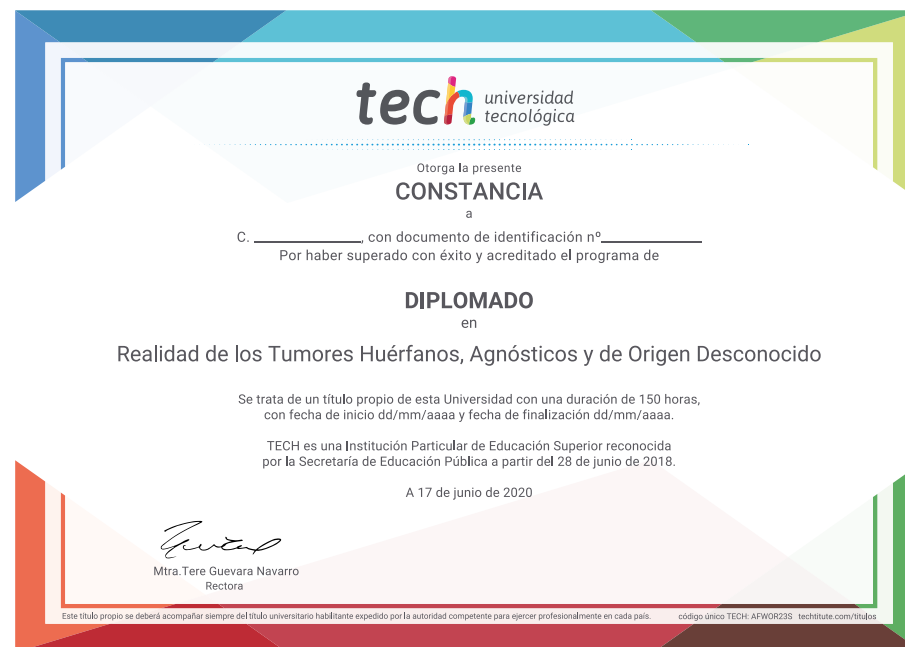 tech universidad
tecnológica
Otorga la presente
CONSTANCIA
a
C. ______________, con documento de identificación nº_____________
Por haber superado con éxito y acreditado el programa de
DIPLOMADO
en
Realidad de los Tumores Huérfanos, Agnósticos y de Origen Desconocido
Se trata de un título propio de esta Universidad con una duración de 150 horas,
con fecha de inicio dd/mm/aaaa y fecha de finalización dd/mm/aaaa.
TECH es una Institución Particular de Educación Superior reconocida
por la Secretaría de Educación Pública a partir del 28 de junio de 2018.
A 17 de junio de 2020
Mtra.Tere Guevara Navarro
Rectora
Este título propio se deberá acompañar siempre del título universitario habilitante expedido por la autoridad competente para ejercer profesionalmente en cada país. código único TECH: AFWOR23S techtitute.com/titulos